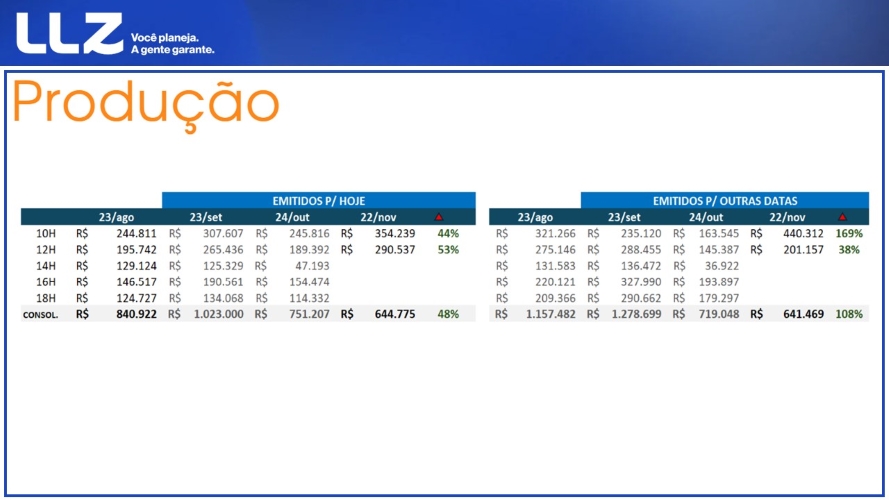 LLZ Você planeja.
A gente garante.
Produção
EMITIDOS P/ HOJE EMITIDOS P/ OUTRAS DATAS
23/ago 23/set 24/out 22/nov 23/ago 23/set 24/out 22/nov
10H R$ 244.811 R$ 307.607 R$ 245.816 R$ 354.239 44% R$ 321.266 R$ 235.120 R$ 163.545 R$ 440.312 169%
12H R$ 195.742 R$ 265.436 R$ 189.392 R$ 290.537 53% R$ 275.146 R$ 288.455 R$ 145.387 R$ 201.157 38%
14H R$ 129.124 R$ 125.329 R$ 47.193 R$ 131.583 R$ 136.472 R$ 36.922
16H R$ 146.517 R$ 190.561 R$ 154.474 R$ 220.121 R$ 327.990 R$ 193.897
18H R$ 124.727 R$ 134.068 R$ 114.332 R$ 209.366 R$ 290.662 R$ 179.297
CONSOL. R$ 840.922 R$ 1.023.000 R$ 751.207 R$ 644.775 48% R$ 1.157.482 R$ 1.278.699 R$ 719.048 R$ 641.469 108%